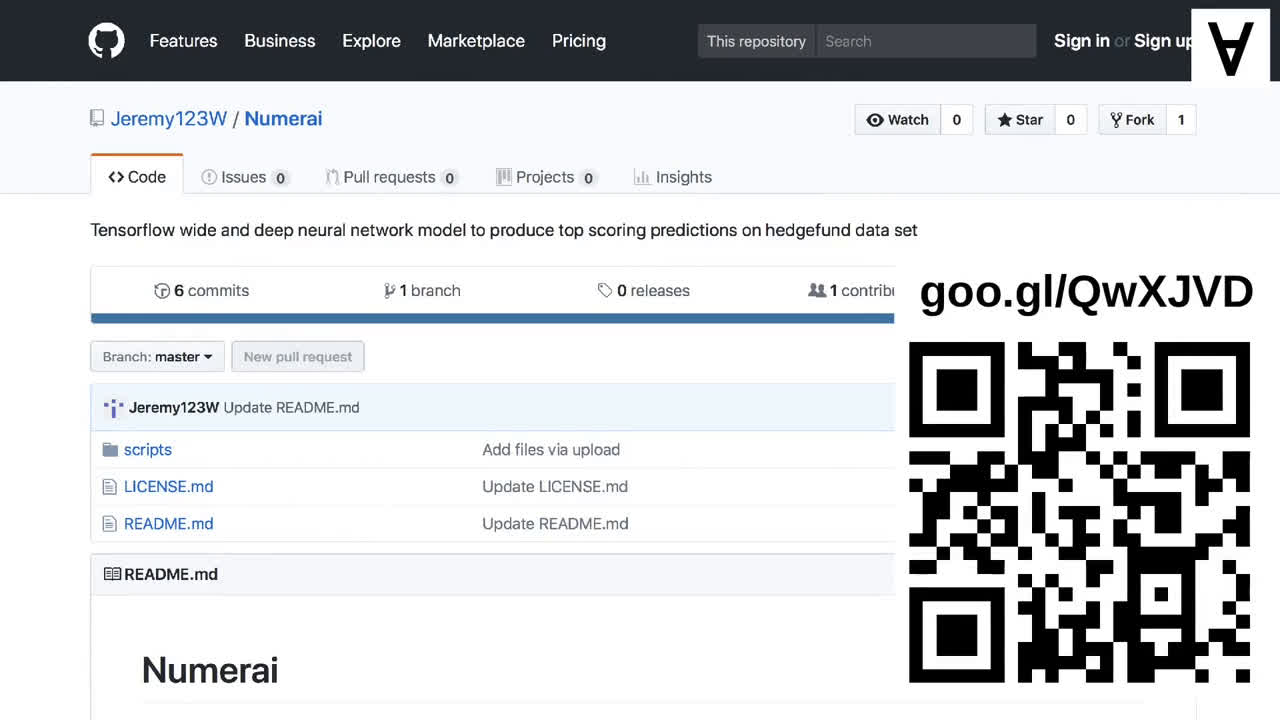 Features Business Explore Marketplace Pricing This repository Search Sign in or Sign up
Jeremy123W / Numerai Watch 0 Star 0 Fork 1
Code Issues 0 Pull requests 0 Projects 0 Insights
Tensorflow wide and deep neural network model to produce top scoring predictions on hedgefund data set
6 commits 1 branch 0 releases 1 contribu
goo.gl/QwXJVD
Branch: master New pull request
Jeremy123W Update README.md
scripts Add files via upload
LICENSE.md Update LICENSE.md
README.md Update README.md
README.md
Numerai